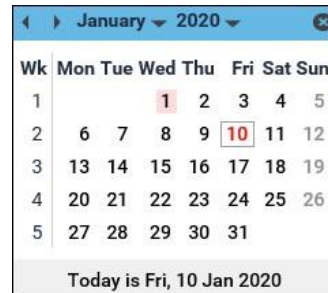 January 2020
Wk Mon Tue Wed Thu Fri Sat Sun
1 1 2 3 4 5
2 6 7 8 9 10 11 12
3 13 14 15 16 17 18 19
4 20 21 22 23 24 25 26
5 27 28 29 30 31
Today is Fri, 10 Jan 2020